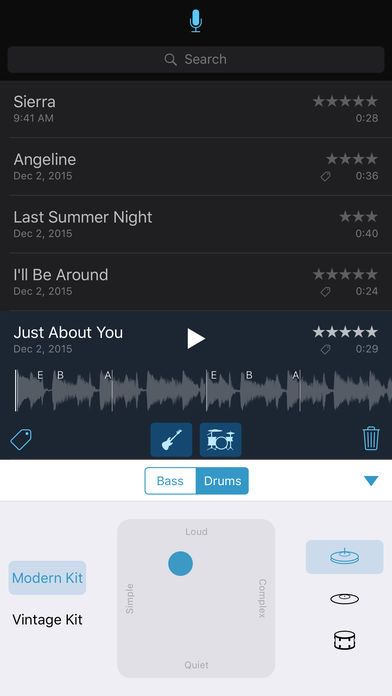 Search
Sierra
9:41 AM 0:28
Angeline
Dec 2, 2015 0:36
Last Summer Night
Dec 2, 2015 0:40
I'll Be Around
Dec 2, 2015 0:24
Just About You
Dec 2, 2015 0:29
E B A E B A
Bass Drums
Loud
Modern Kit
Simple
Complex
Vintage Kit
Quiet